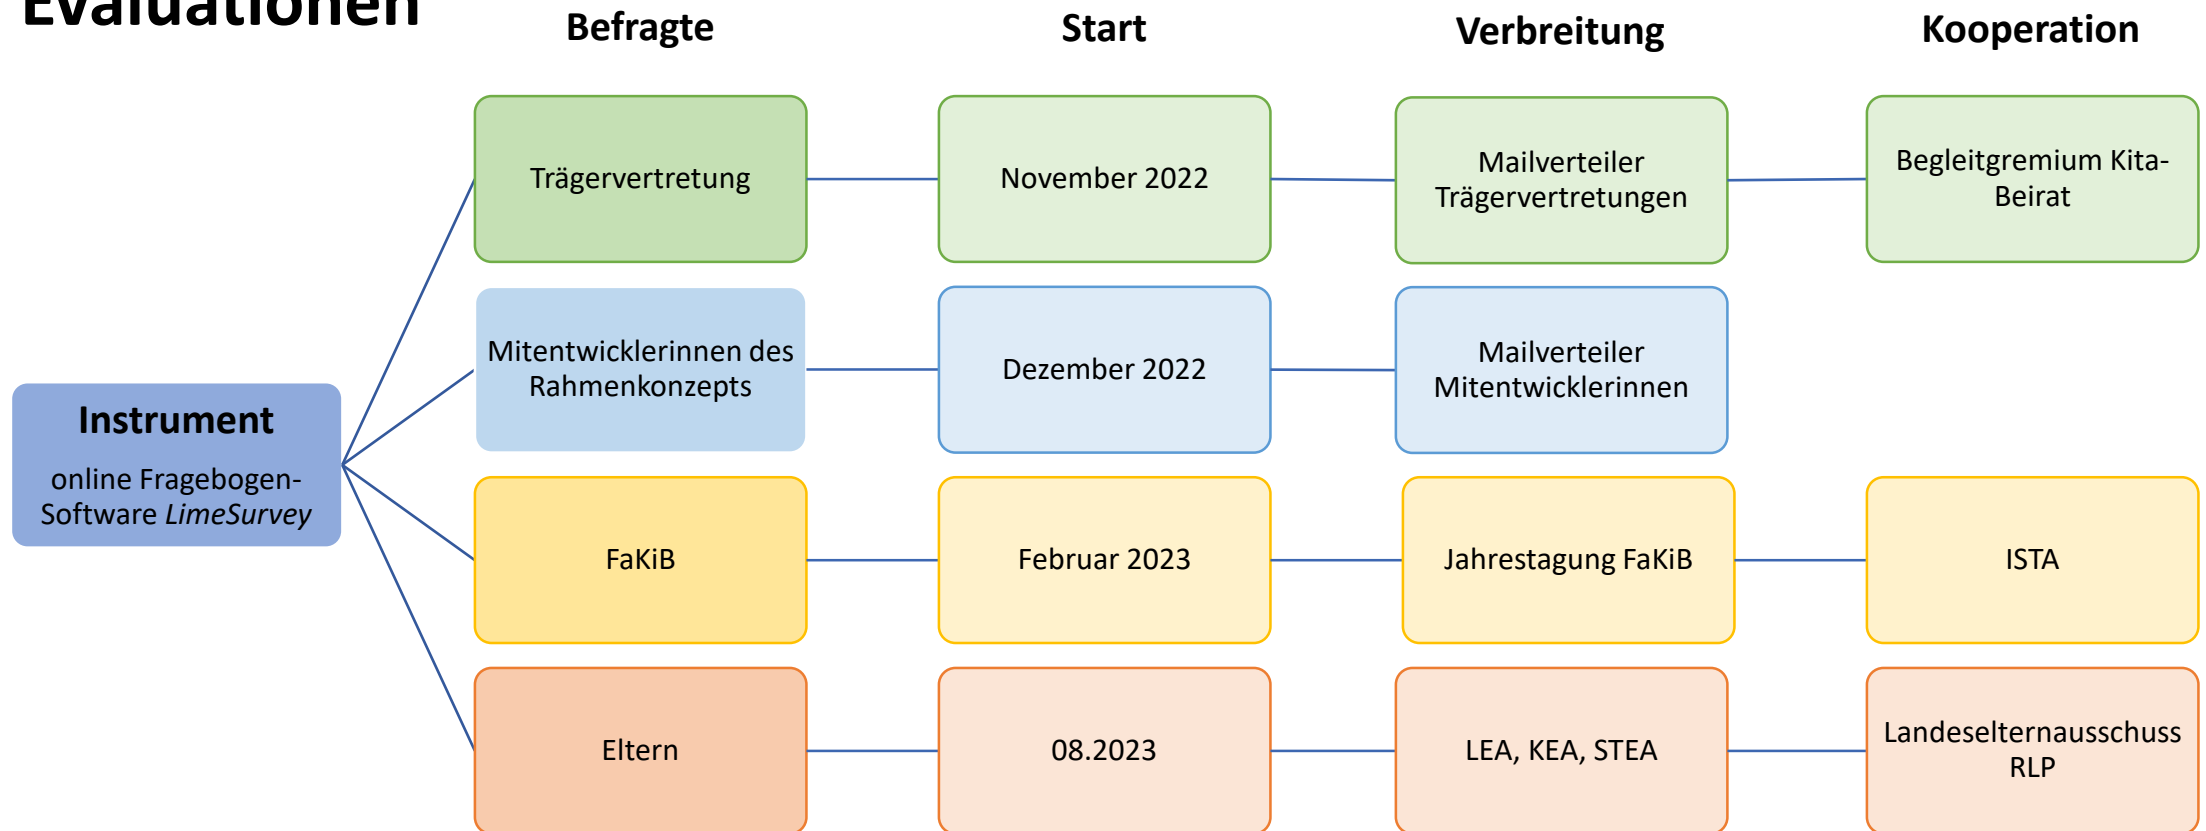 Evaluationen
Befragte
Start
Verbreitung
Kooperation
Instrument
online Fragebogen-
Software LimeSurvey
Trägervertretung
November 2022
Mailverteiler
Trägervertretungen
Begleitgremium Kita-
Beirat
Mitentwicklerinnen des
Rahmenkonzepts
Dezember 2022
Mailverteiler
Mitentwicklerinnen
FaKiB
Februar 2023
Jahrestagung FaKiB
ISTA
Eltern
08.2023
LEA, KEA, STEA
Landeselternausschuss
RLP